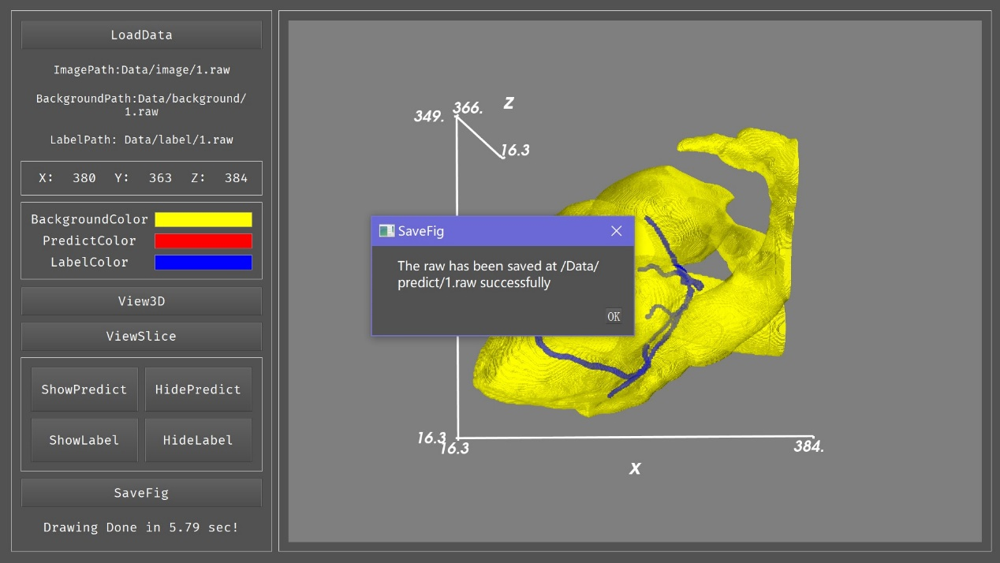 LoadData
ImagePath:Data/image/1.raw
BackgroundPath:Data/background/
1.raw
LabelPath: Data/label/1.raw
X: 380 Y: 363 Z: 384
BackgroundColor
PredictColor
LabelColor
View3D
ViewSlice
ShowPredict HidePredict
ShowLabel HideLabel
SaveFig
Drawing Done in 5.79 sec!
Z
366.
349.
16.3
SaveFig
The raw has been saved at /Data/
predict/1.raw successfully
OK
16.3
16.3
384.
X